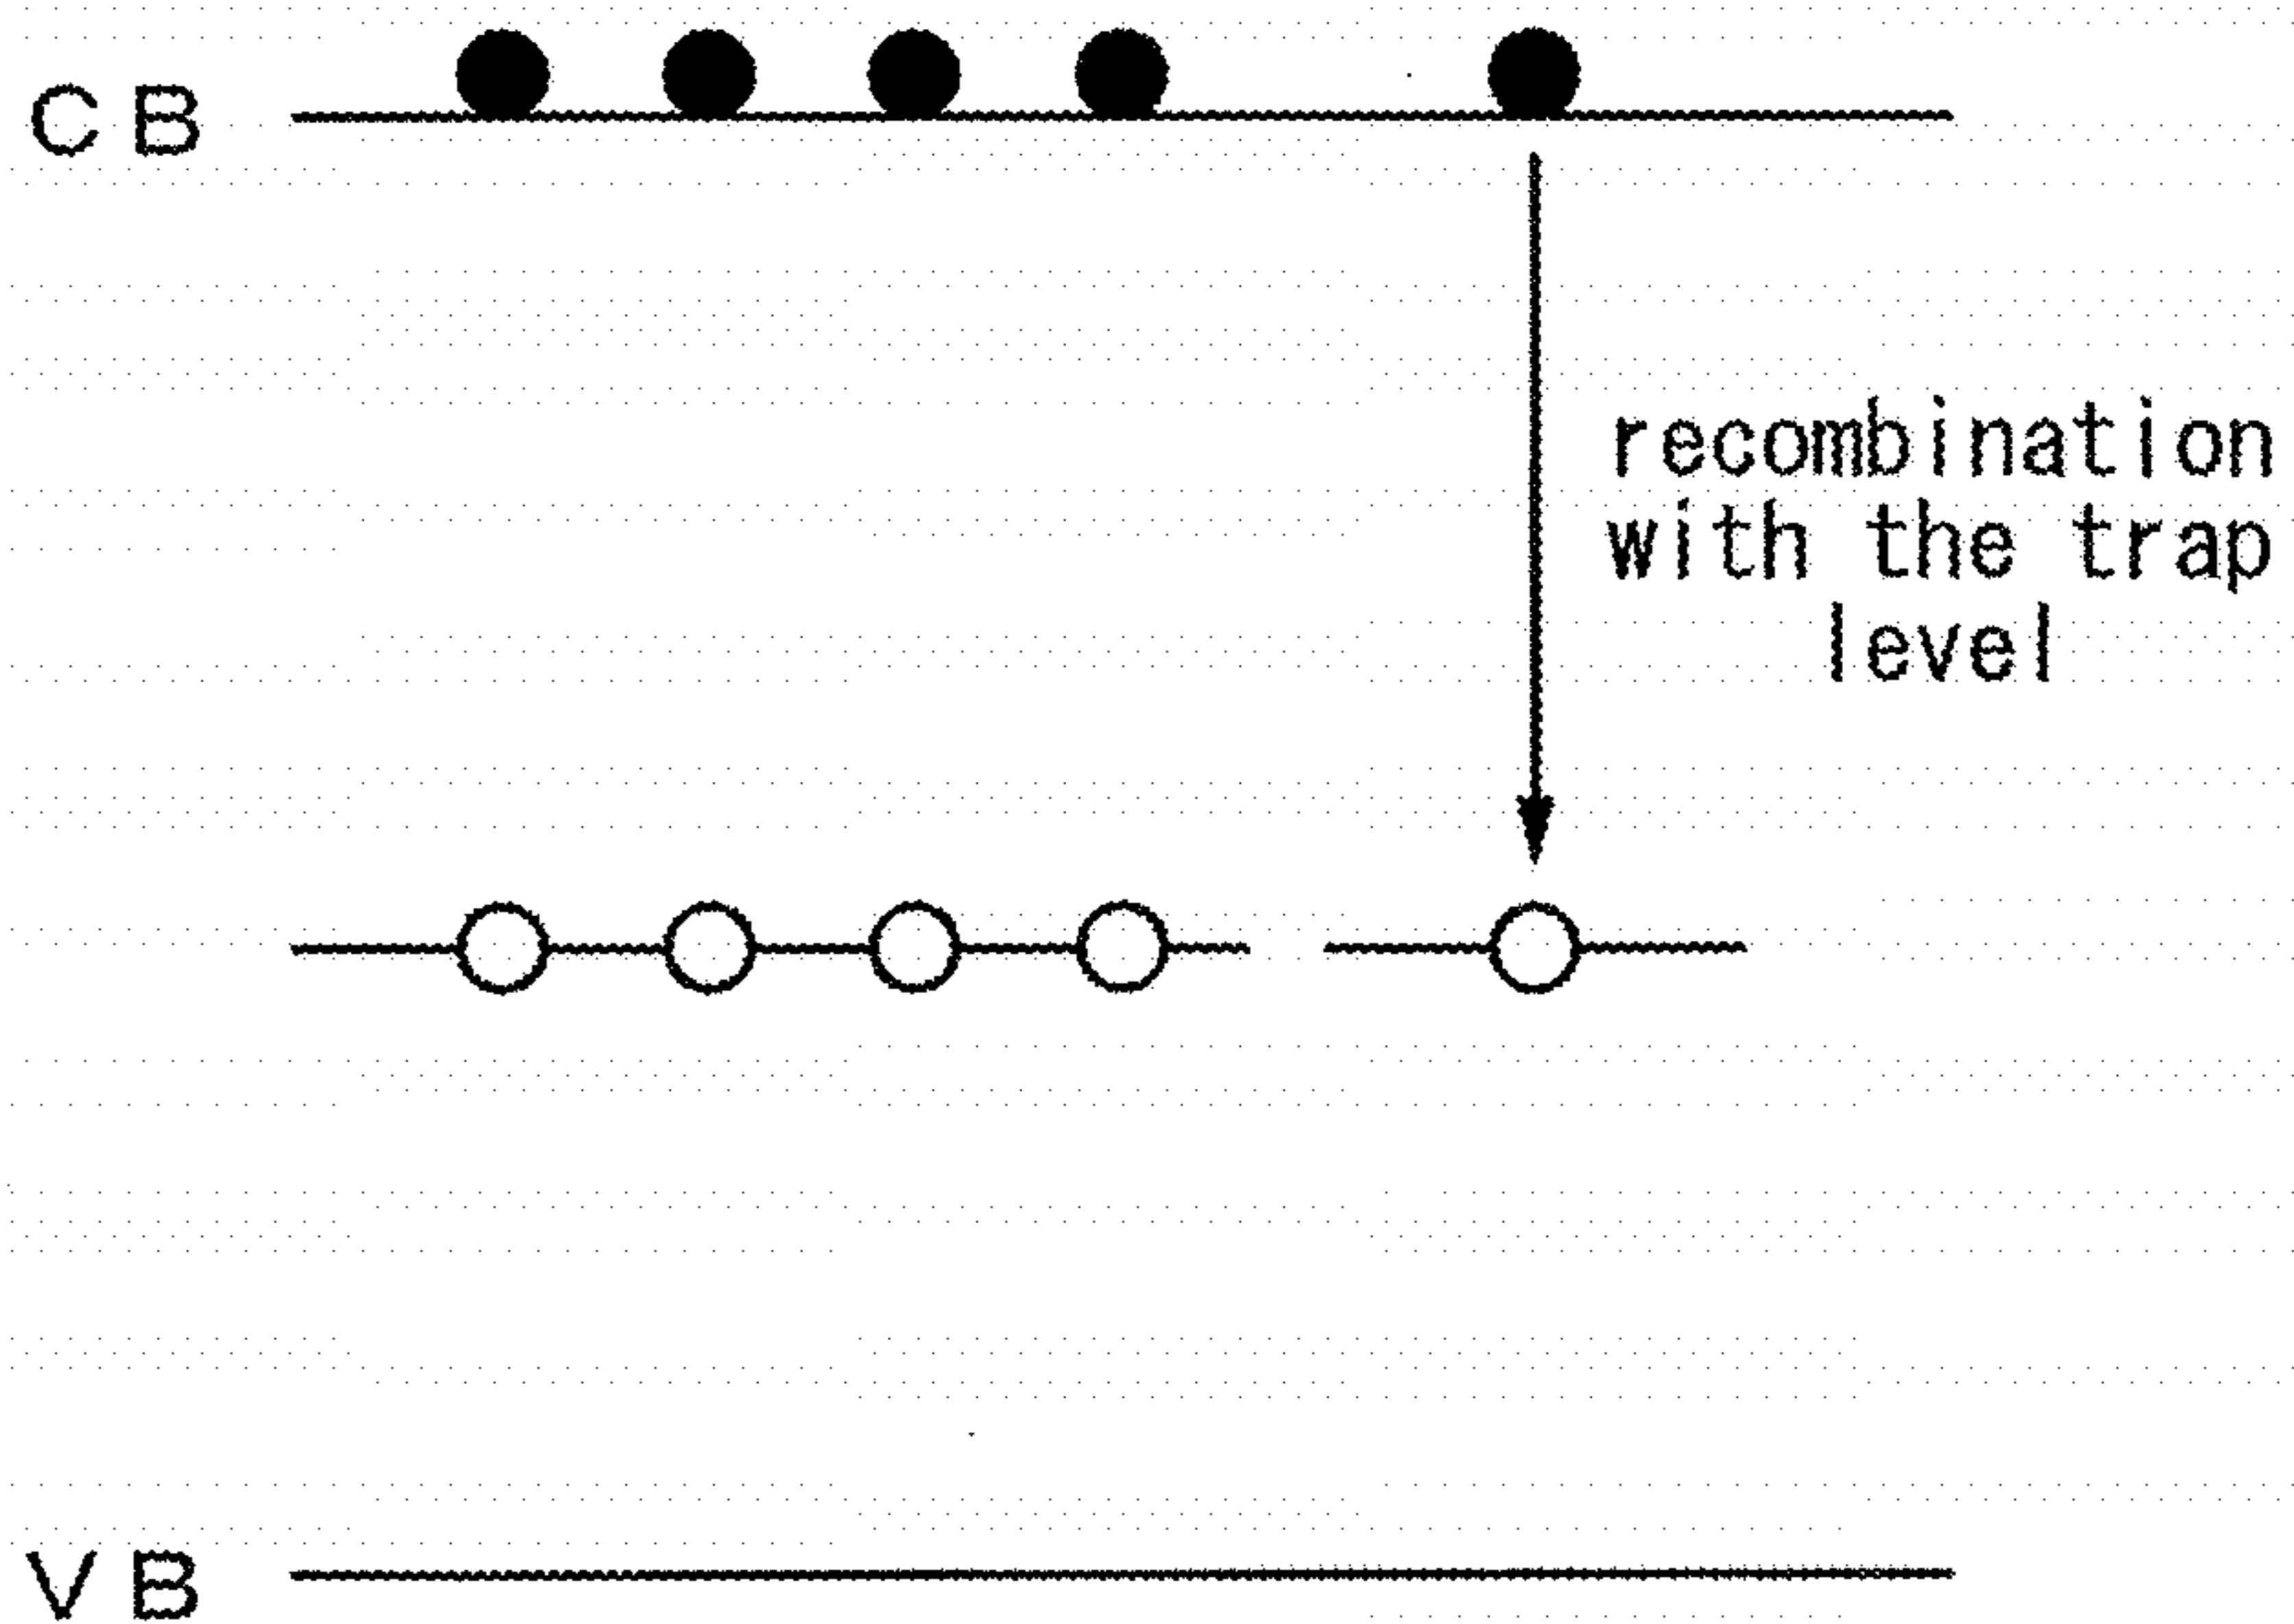 CB
recombination
with the trap
level
VB